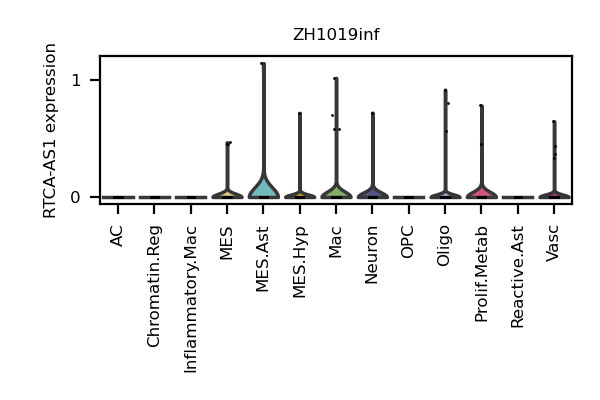 ZH1019inf
RTCA-AS1 expression
1
0
AC
Chromatin.Reg
Inflammatory.Mac
MES
MES.Ast
MES.Hyp
Mac
Neuron
OPC
Oligo
Prolif.Metab
Reactive.Ast
Vasc